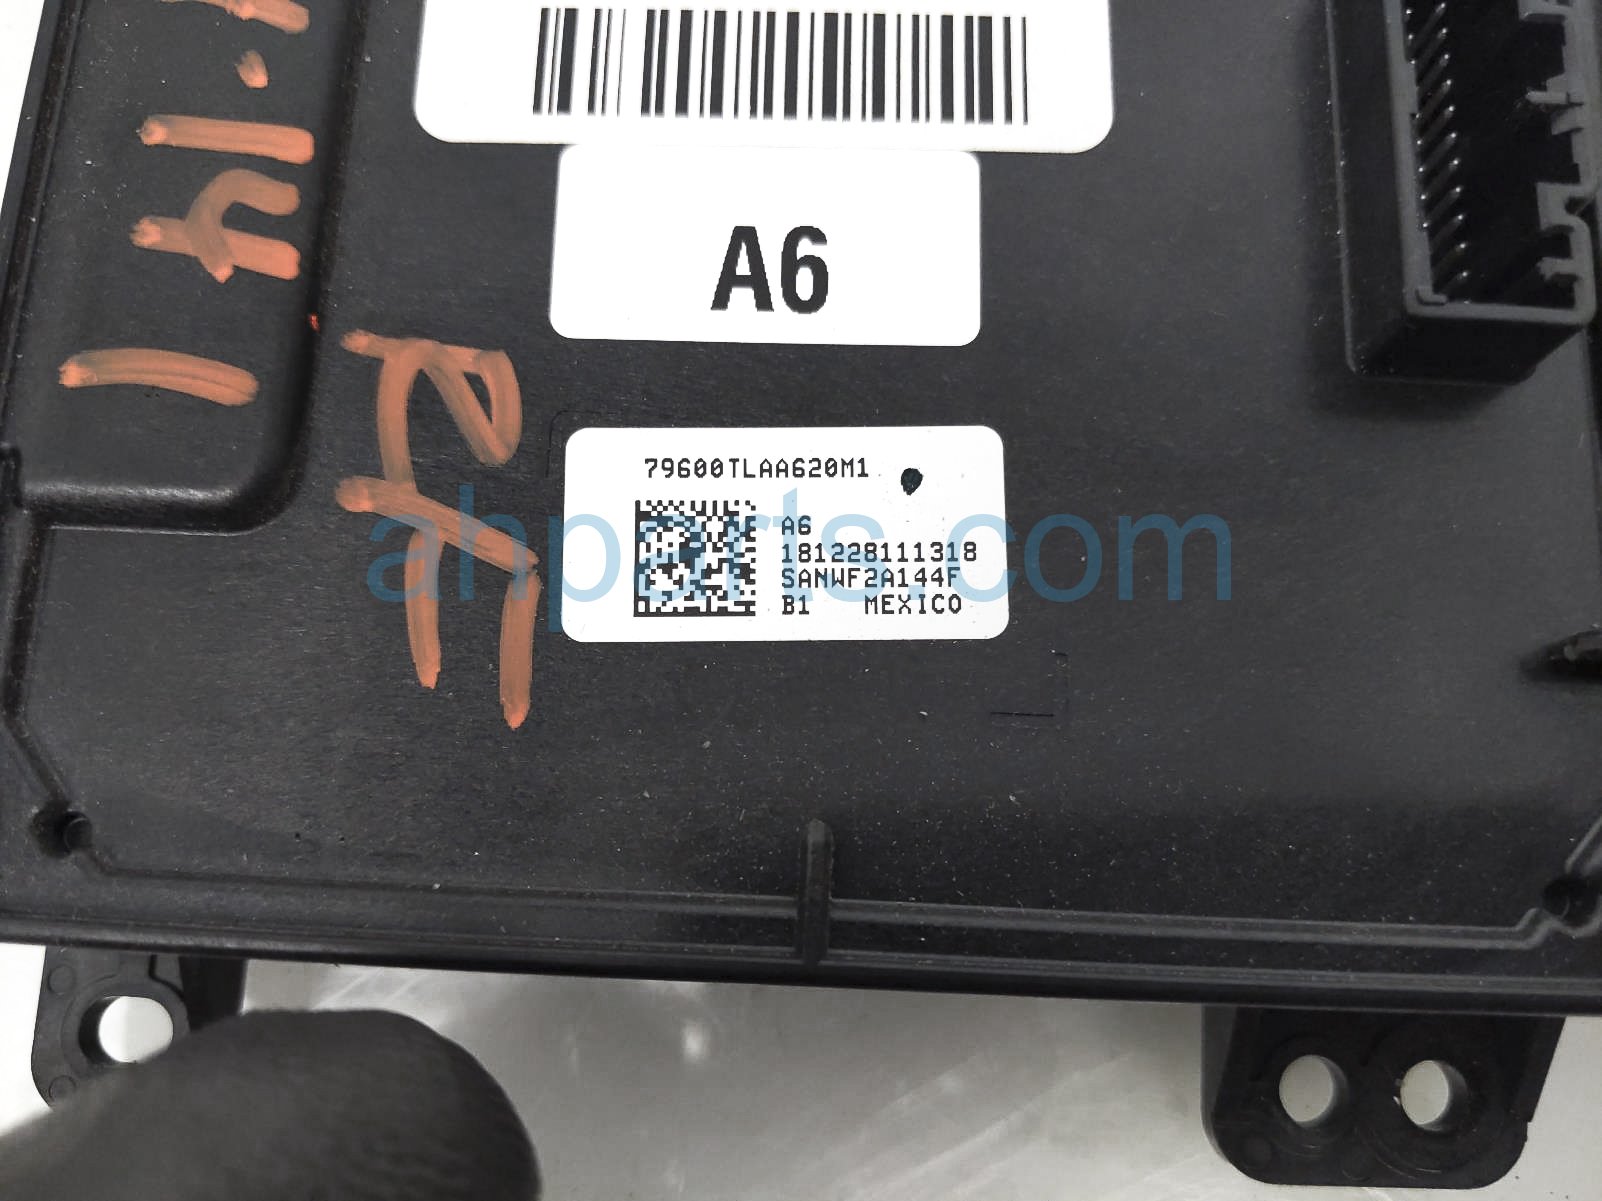 A6
79600TLAA620M1
A6
181228111318
SANWF2A144F
B1 MEXICO
ahparts.com